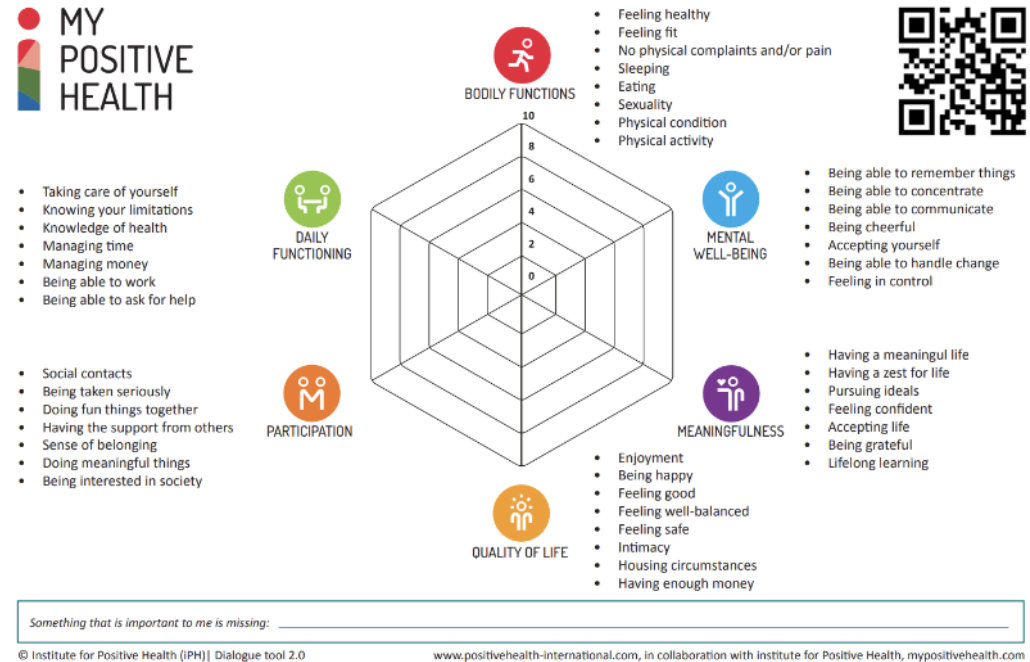 MY
POSITIVE
HEALTH
BODILY FUNCTIONS
• Feeling healthy
• Feeling fit
• No physical complaints and/or pain
• Sleeping
• Eating
• Sexuality
• Physical condition
• Physical activity
10
8
6
4
2
0
MENTAL
WELL-BEING
• Being able to remember things
• Being able to concentrate
• Being able to communicate
• Being cheerful
• Accepting yourself
• Being able to handle change
• Feeling in control
MEANINGFULNESS
• Having a meaningul life
• Having a zest for life
• Pursuing ideals
• Feeling confident
• Accepting life
• Being grateful
• Lifelong learning
QUALITY OF LIFE
• Enjoyment
• Being happy
• Feeling good
• Feeling well-balanced
• Feeling safe
• Intimacy
• Housing circumstances
• Having enough money
PARTICIPATION
• Social contacts
• Being taken seriously
• Doing fun things together
• Having the support from others
• Sense of belonging
• Doing meaningful things
• Being interested in society
DAILY
FUNCTIONING
• Taking care of yourself
• Knowing your limitations
• Knowledge of health
• Managing time
• Managing money
• Being able to work
• Being able to ask for help
Something that is important to me is missing:
© Institute for Positive Health (iPH)| Dialogue tool 2.0
www.positivehealth-international.com, in collaboration with institute for Positive Health, mypositivehealth.com